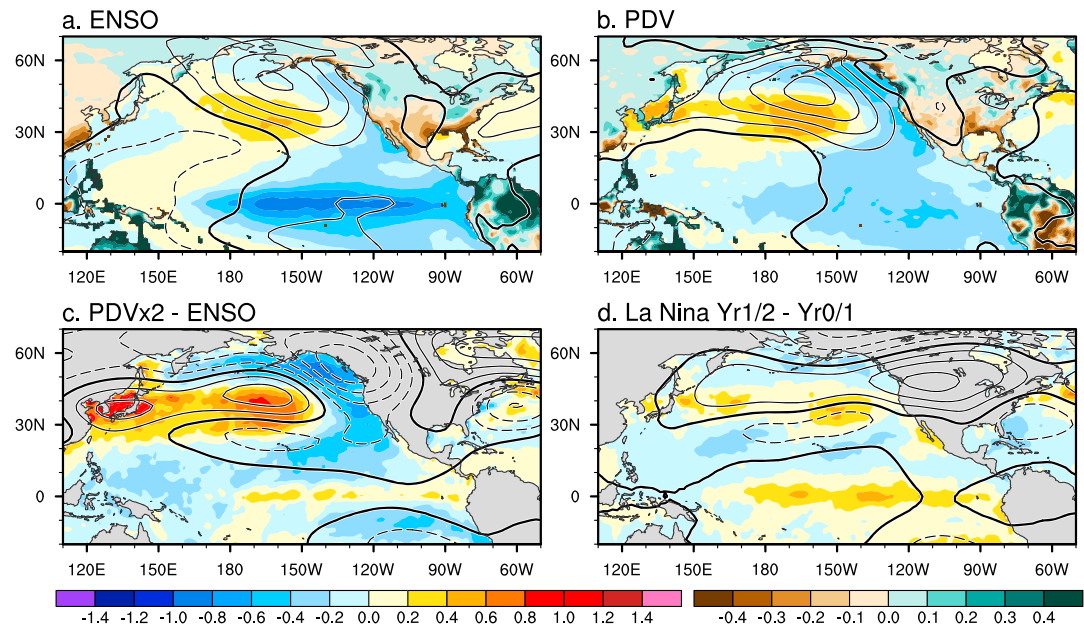 a. ENSO
b. PDV
60N
30N
0
120E 150E 180 150W 120W 90W 60W
60N
30N
0
120E 150E 180 150W 120W 90W 60W
c. PDVx2 - ENSO
d. La Nina Yr1/2 - Yr0/1
60N
30N
0
120E 150E 180 150W 120W 90W
60N
30N
0
120E 150E 180 150W 120W 90W 60W
-1.4 -1.2 -1.0 -0.8 -0.6 -0.4 -0.2 0.0 0.2 0.4 0.6 0.8 1.0 1.2 1.4
-0.4 -0.3 -0.2 -0.1 0.0 0.1 0.2 0.3 0.4